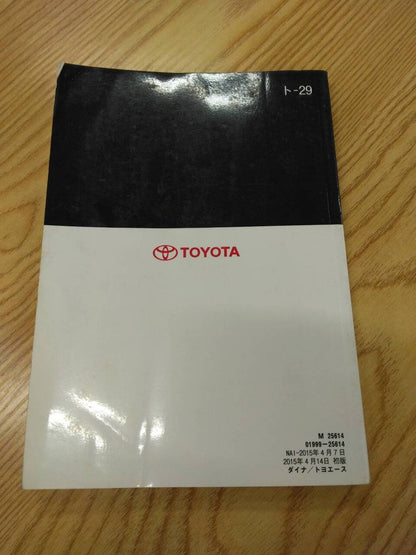 ト-29
TOYOTA
M 25614
01999-25614
NA1-2015年4月7日
2015年4月14日 初版
ダイナ/トヨエース